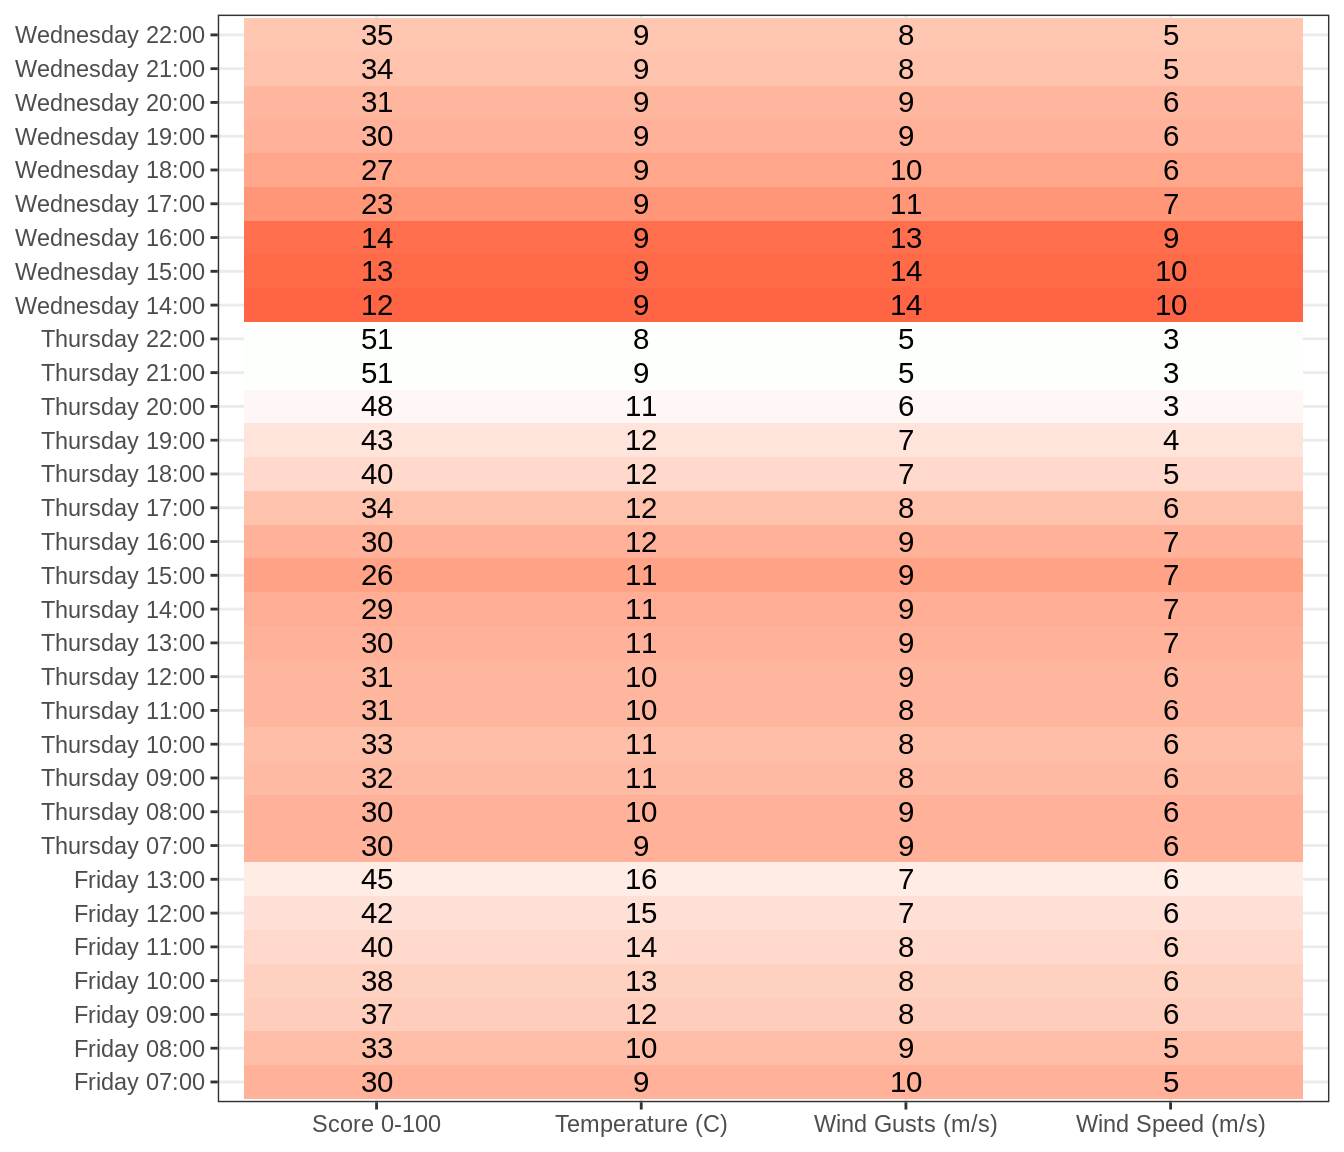 Wednesday 22:00 35 9 8 5
Wednesday 21:00 34 9 8 5
Wednesday 20:00 31 9 9 6
Wednesday 19:00 30 9 9 6
Wednesday 18:00 27 9 10 6
Wednesday 17:00 23 9 11 7
Wednesday 16:00 14 9 13 9
Wednesday 15:00 13 9 14 10
Wednesday 14:00 12 9 14 10
Thursday 22:00 51 8 5 3
Thursday 21:00 51 9 5 3
Thursday 20:00 48 11 6 3
Thursday 19:00 43 12 7 4
Thursday 18:00 40 12 7 5
Thursday 17:00 34 12 8 6
Thursday 16:00 30 12 9 7
Thursday 15:00 26 11 9 7
Thursday 14:00 29 11 9 7
Thursday 13:00 30 11 9 7
Thursday 12:00 31 10 9 6
Thursday 11:00 31 10 8 6
Thursday 10:00 33 11 8 6
Thursday 09:00 32 11 8 6
Thursday 08:00 30 10 9 6
Thursday 07:00 30 9 9 6
Friday 13:00 45 16 7 6
Friday 12:00 42 15 7 6
Friday 11:00 40 14 8 6
Friday 10:00 38 13 8 6
Friday 09:00 37 12 8 6
Friday 08:00 33 10 9 5
Friday 07:00 30 9 10 5
Score 0-100 Temperature (C) Wind Gusts (m/s) Wind Speed (m/s)